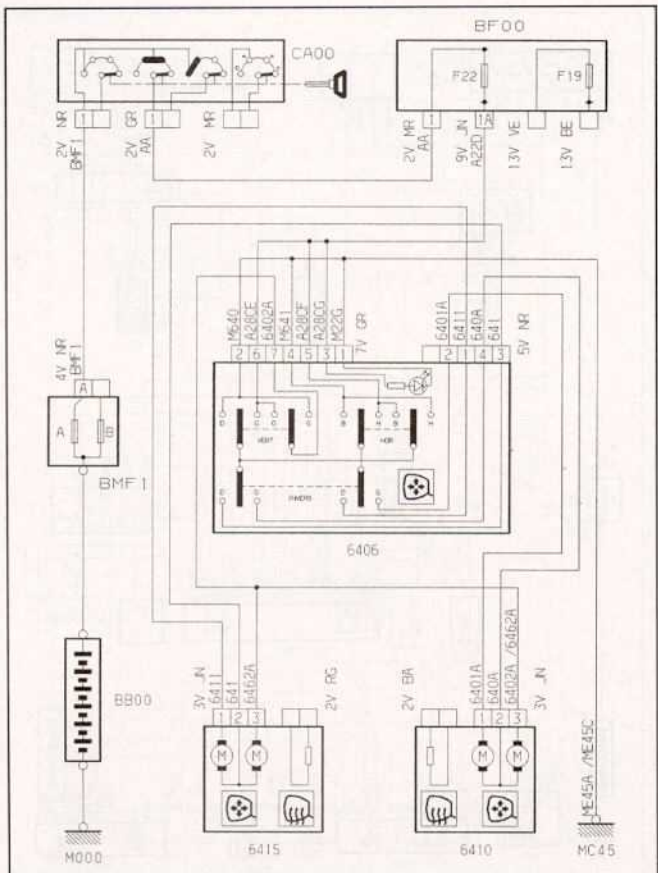 BF00
CA00
F22
F19
1
1
1
1A
2V NR
BMF1
2V GR
AA
2V MR
2V MR
AA
9V JN
A22D
13V VE
13V BE
M640
A28CE
6402A
M641
A28CF
A28CG
M22G
7V GR
6401A
6411
640A
641
5V NR
2 6 7 4 5 3 1
2 1 4 3
4V NR
BMF1
A
A
B
BMF1
VERT
HOR
INVERS
6406
BB00
3V JN
6411
641
6462A
2V RG
2V BA
6401A
640A
6402A /6462A
3V JN
1 2 3
1 2 3
M M
M M
ME45A /ME45C
M000
6415
6410
MC45